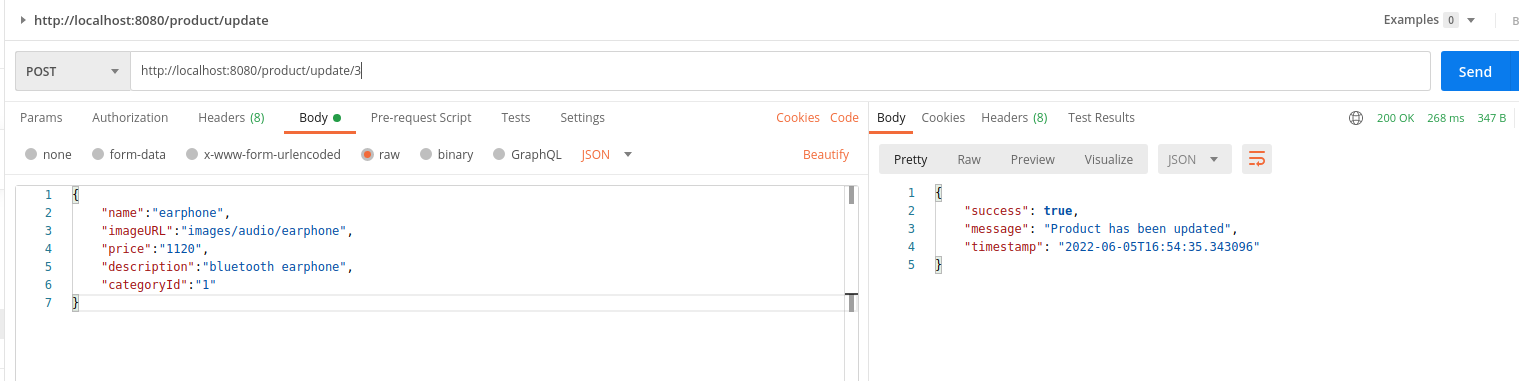 http://localhost:8080/product/update
Examples 0
POST http://localhost:8080/product/update/3 Send
Params Authorization Headers (8) Body Pre-request Script Tests Settings Cookies Code
none form-data x-www-form-urlencoded raw binary GraphQL JSON Beautify
1 {
2 "name":"earphone",
3 "imageURL":"images/audio/earphone",
4 "price":"1120",
5 "description":"bluetooth earphone",
6 "categoryId":"1"
7 }
Body Cookies Headers (8) Test Results 200 OK 268 ms 347 B
Pretty Raw Preview Visualize JSON
1 {
2 "success": true,
3 "message": "Product has been updated",
4 "timestamp": "2022-06-05T16:54:35.343096"
5 }